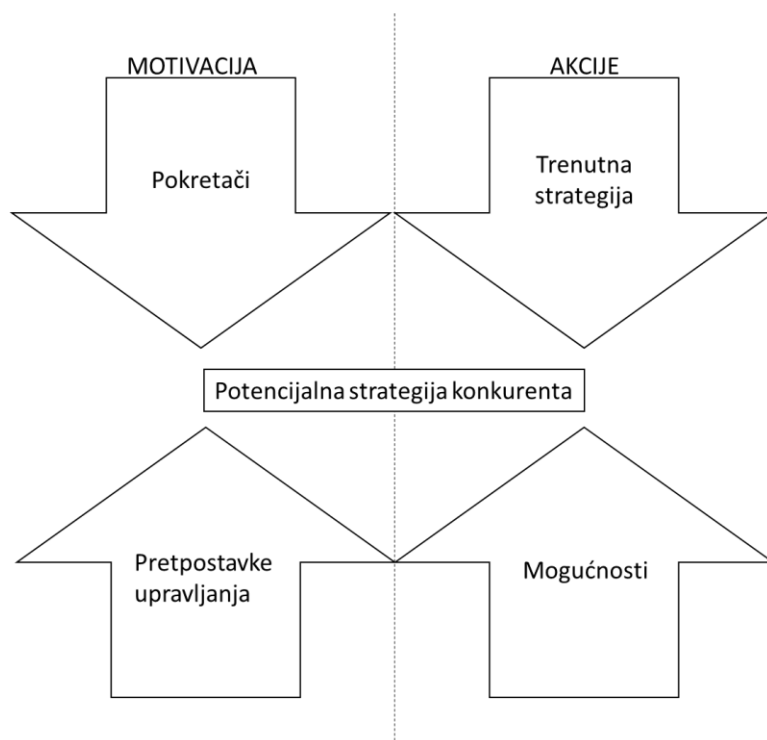 MOTIVACIJA
AKCIJE
Pokretači
Trenutna
strategija
Potencijalna strategija konkurenta
Pretpostavke
upravljanja
Mogućnosti